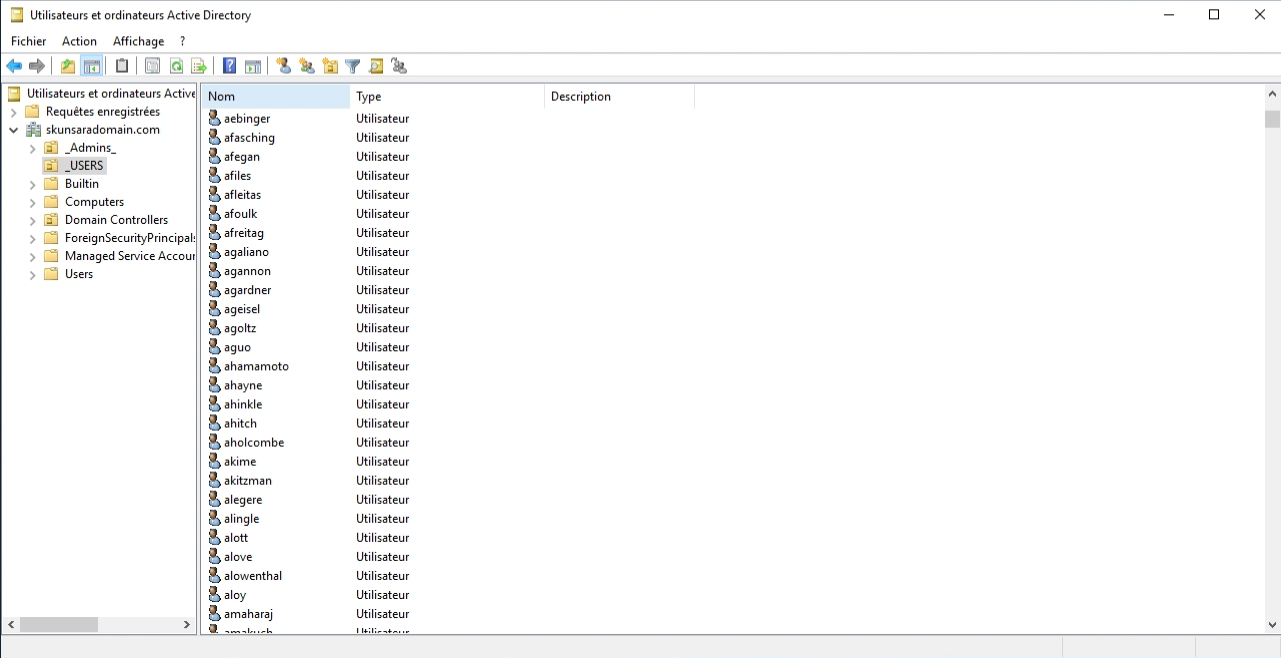 Utilisateurs et ordinateurs Active Directory
Fichier Action Affichage ?
Utilisateurs et ordinateurs Active
Requêtes enregistrées
skunsaradomain.com
_Admins_
_USERS
Builtin
Computers
Domain Controllers
ForeignSecurityPrincipals
Managed Service Accour
Users
Nom Type Description
aebinger Utilisateur
afasching Utilisateur
afegan Utilisateur
afiles Utilisateur
afleitas Utilisateur
afoulk Utilisateur
afreitag Utilisateur
agaliano Utilisateur
agannon Utilisateur
agardner Utilisateur
ageisel Utilisateur
agoltz Utilisateur
aguo Utilisateur
ahamamoto Utilisateur
ahayne Utilisateur
ahinkle Utilisateur
ahitch Utilisateur
aholcombe Utilisateur
akime Utilisateur
akitzman Utilisateur
alegere Utilisateur
alingle Utilisateur
alott Utilisateur
alove Utilisateur
alowenthal Utilisateur
aloy Utilisateur
amaharaj Utilisateur
amakuch Utilisateur